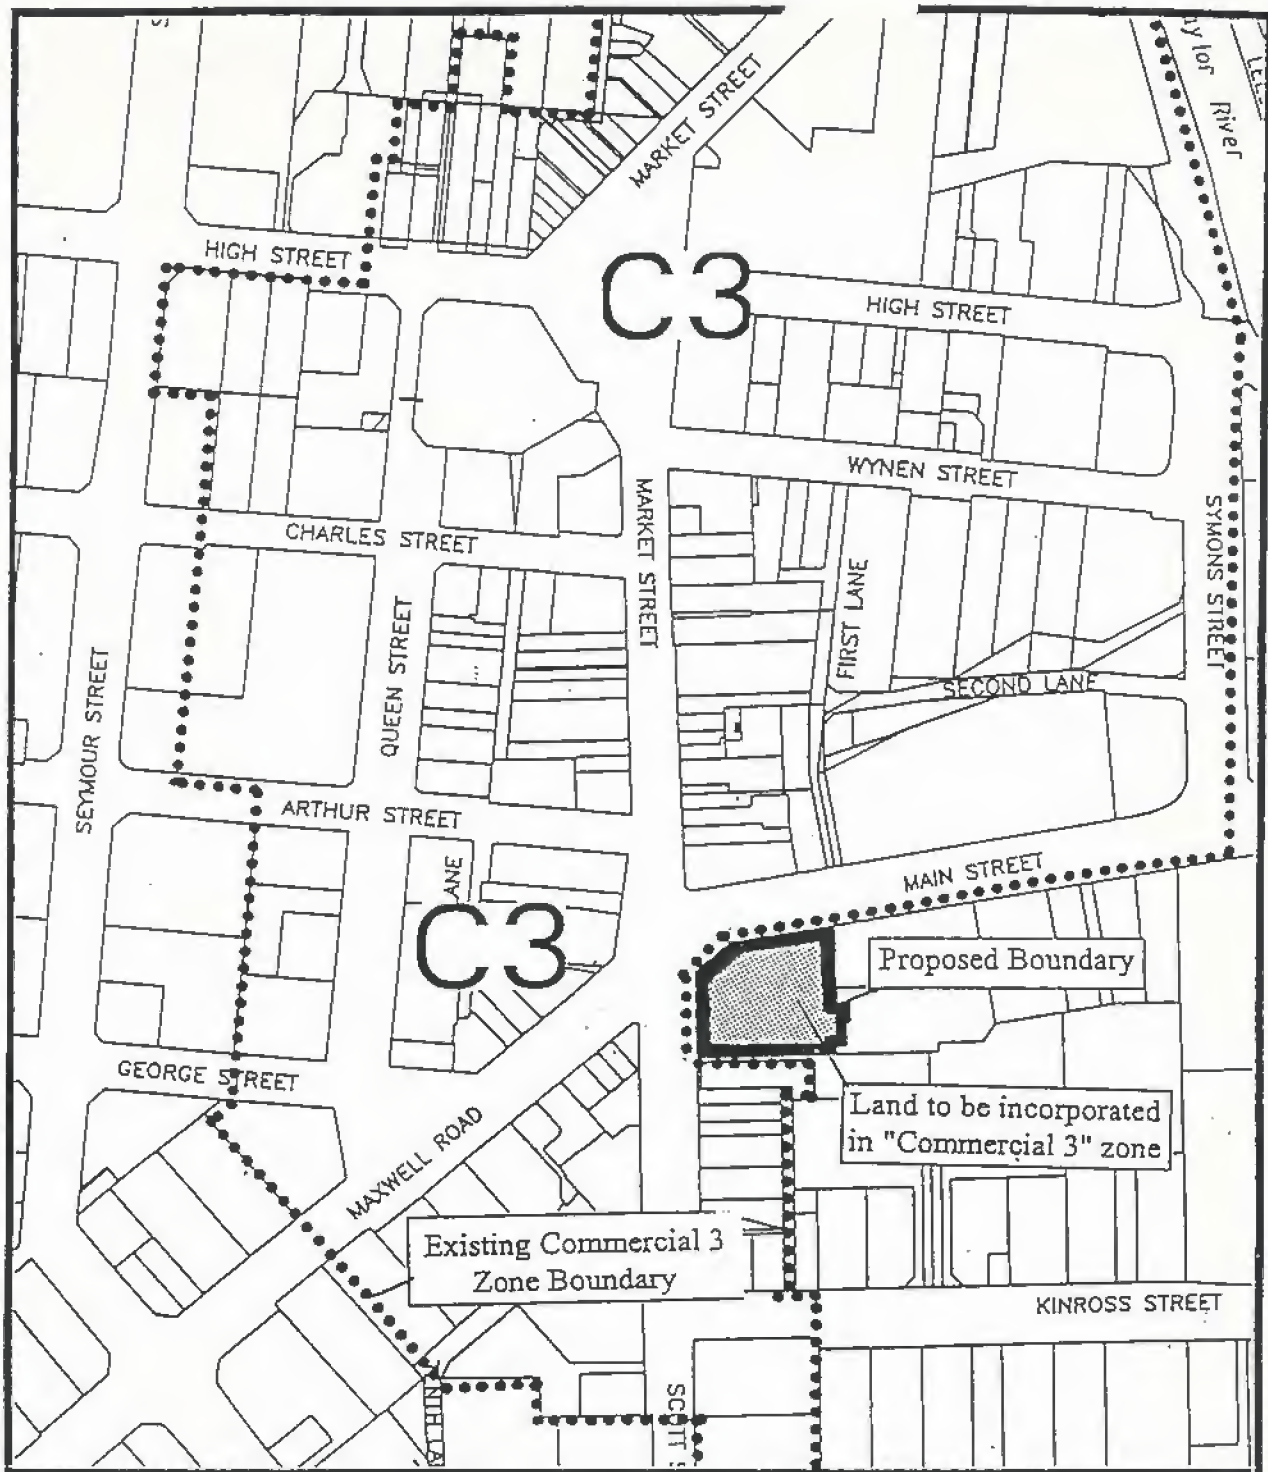 MARKET STREET
River
HIGH STREET
C3
HIGH STREET
WYNEN STREET
CHARLES STREET
MARKET STREET
SYMONS STREET
FIRST LANE
QUEEN STREET
SEYMOUR STREET
SECOND LANE
ARTHUR STREET
MAIN STREET
ANE
C3
Proposed Boundary
GEORGE STREET
Land to be incorporated
in "Commercial 3" zone
MAXWELL ROAD
Existing Commercial 3
Zone Boundary
KINROSS STREET
SCOTT S